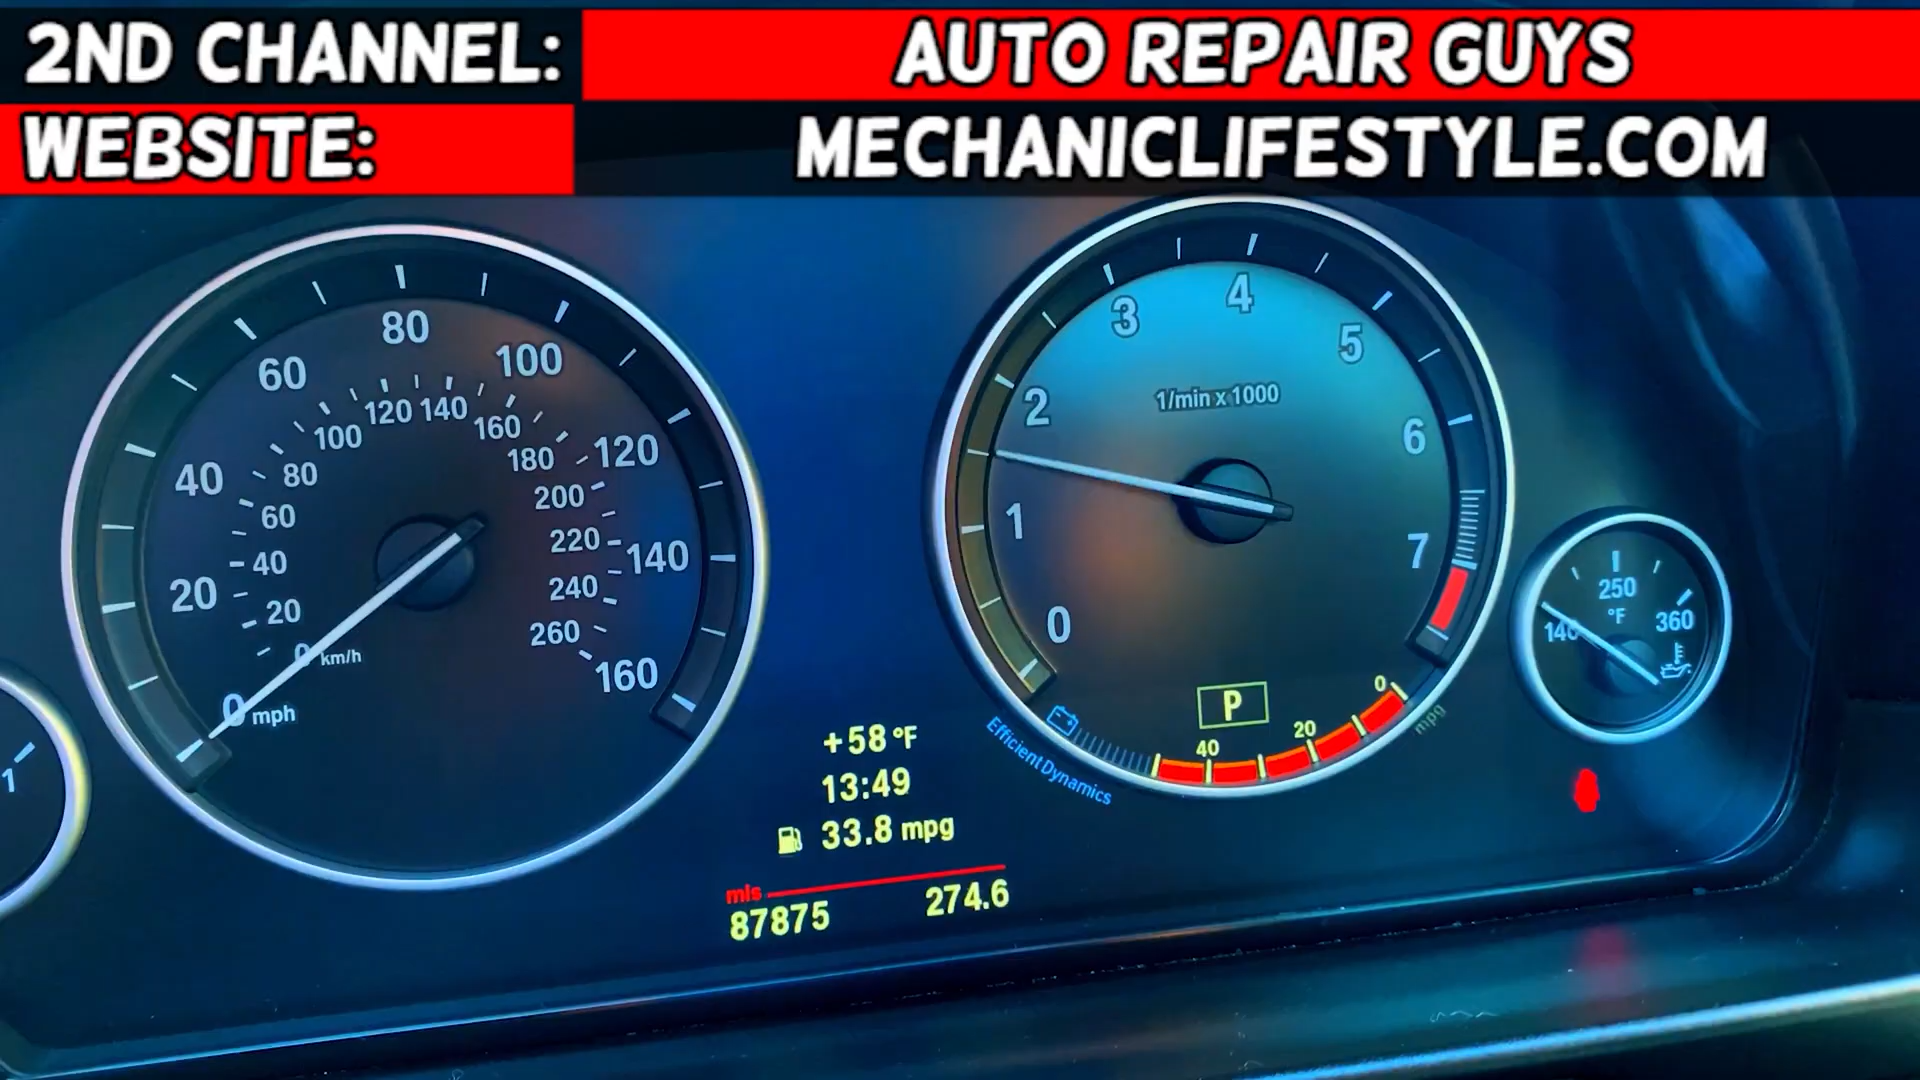 2ND CHANNEL: AUTO REPAIR GUYS
WEBSITE: MECHANICLIFESTYLE.COM
0 20 40 60 80 100 120 140 160
mph
0 20 40 60 80 100 120 140 160 180 200 220 240 260
km/h
0 1 2 3 4 5 6 7
1/min x 1000
P
40 20 0
mpg
EfficientDynamics
140 250 360
°F
1
+58 °F
13:49
33.8 mpg
mls
87875 274.6